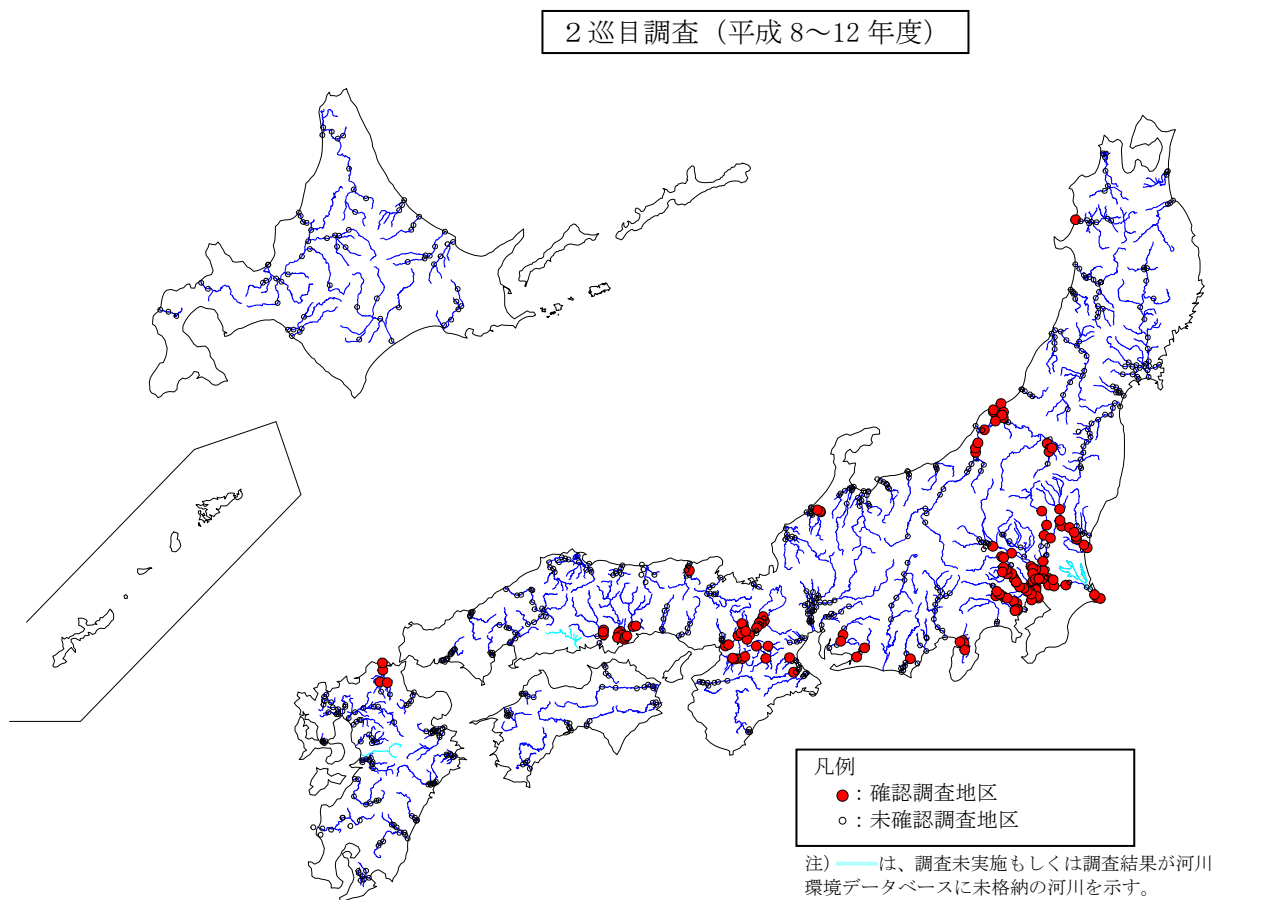 ２巡目調査（平成 8～12 年度）
凡例
：確認調査地区
：未確認調査地区
注） は、調査未実施もしくは調査結果が河川
環境データベースに未格納の河川を示す。